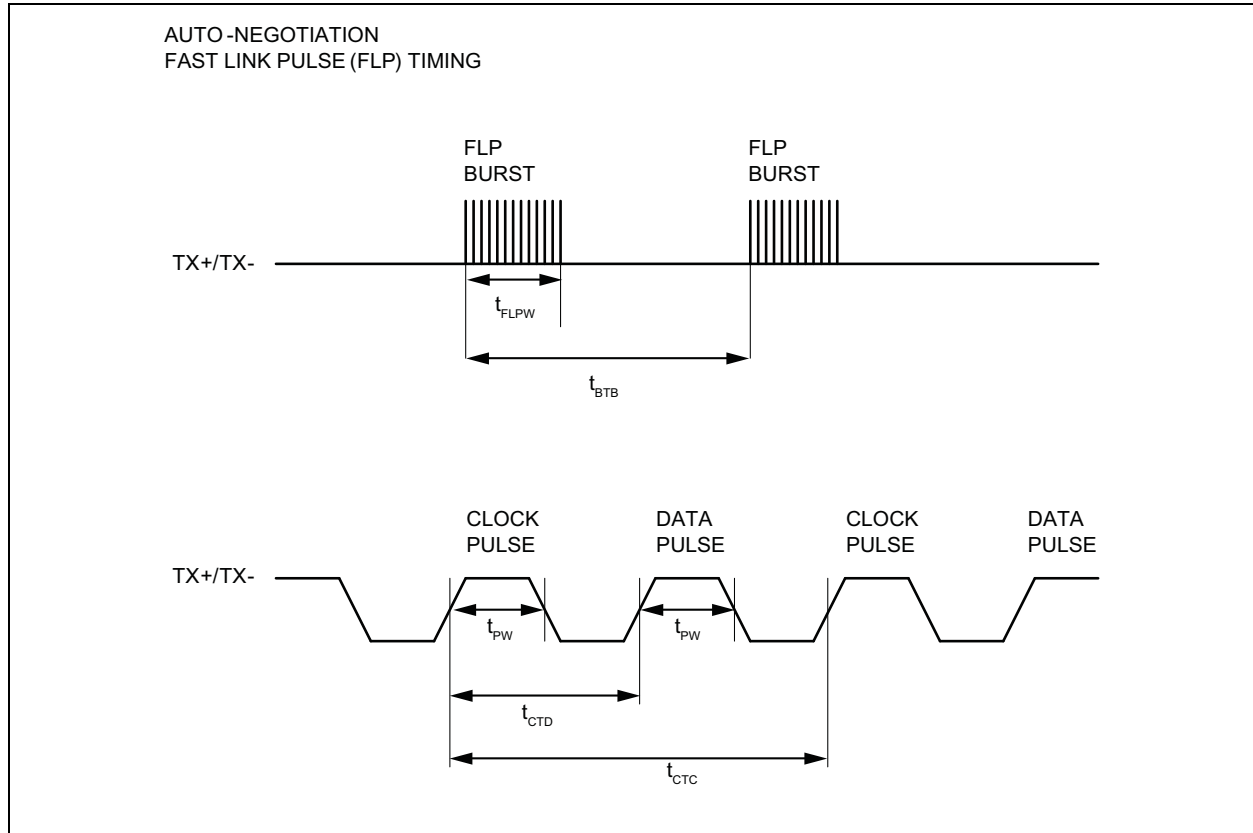 AUTO -NEGOTIATION
FAST LINK PULSE (FLP) TIMING
FLP
BURST
FLP
BURST
TX+/TX-
tFLPW
tBTB
CLOCK
PULSE
DATA
PULSE
CLOCK
PULSE
DATA
PULSE
TX+/TX-
tPW
tPW
tCTD
tCTC